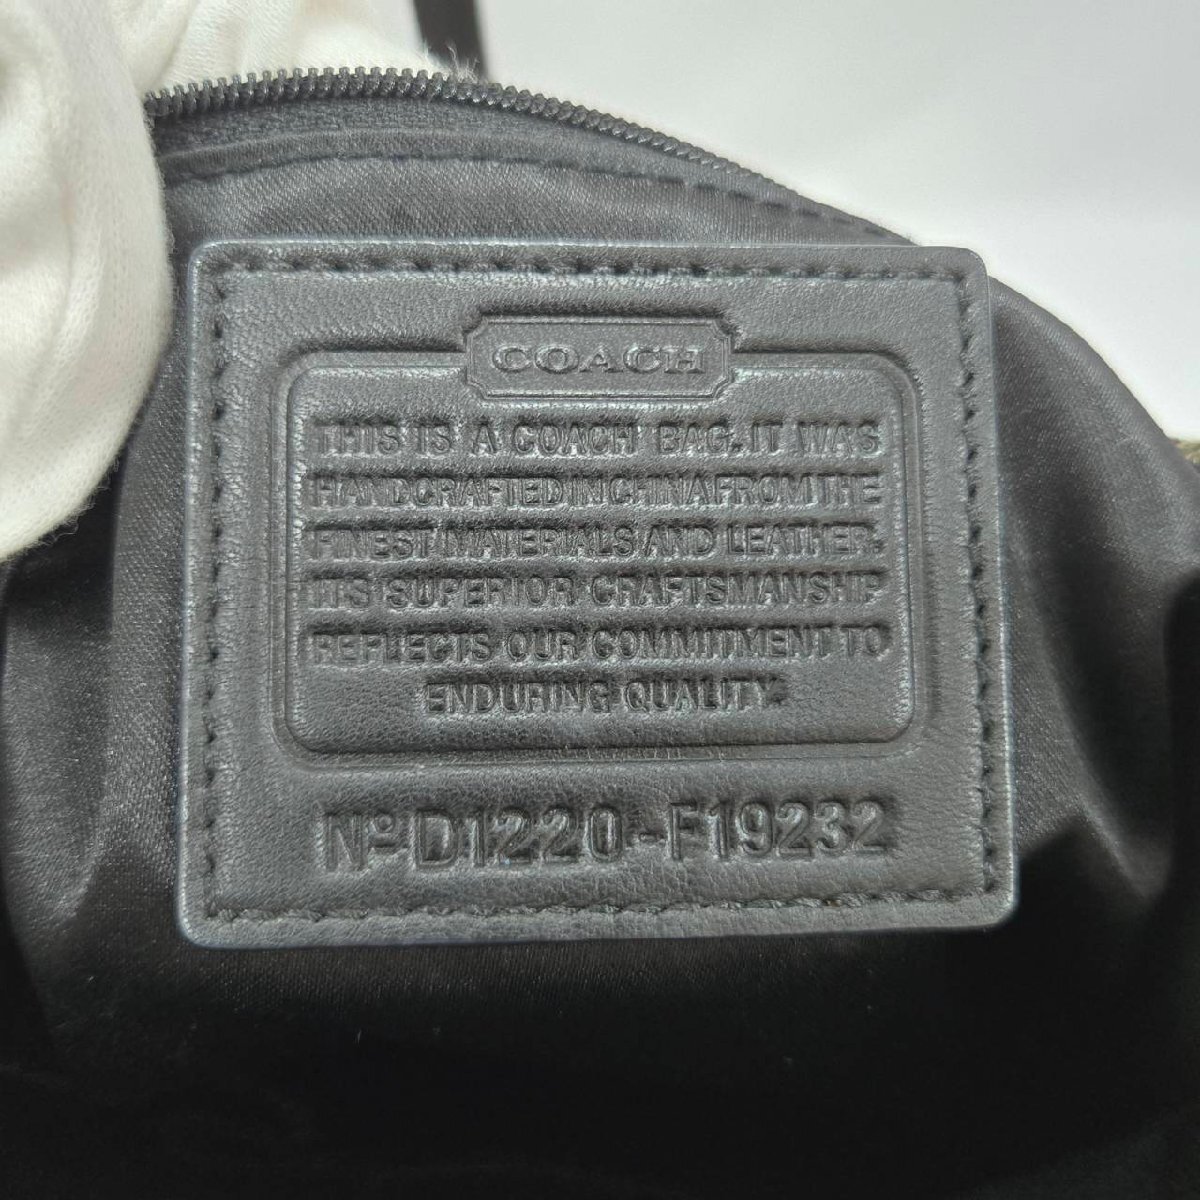 COACH
THIS IS A COACH BAG. IT WAS
HANDCRAFTED IN CHINA FROM THE
FINEST MATERIALS AND LEATHER.
ITS SUPERIOR CRAFTSMANSHIP
REFLECTS OUR COMMITMENT TO
ENDURING QUALITY.
Nº D1220-F19232